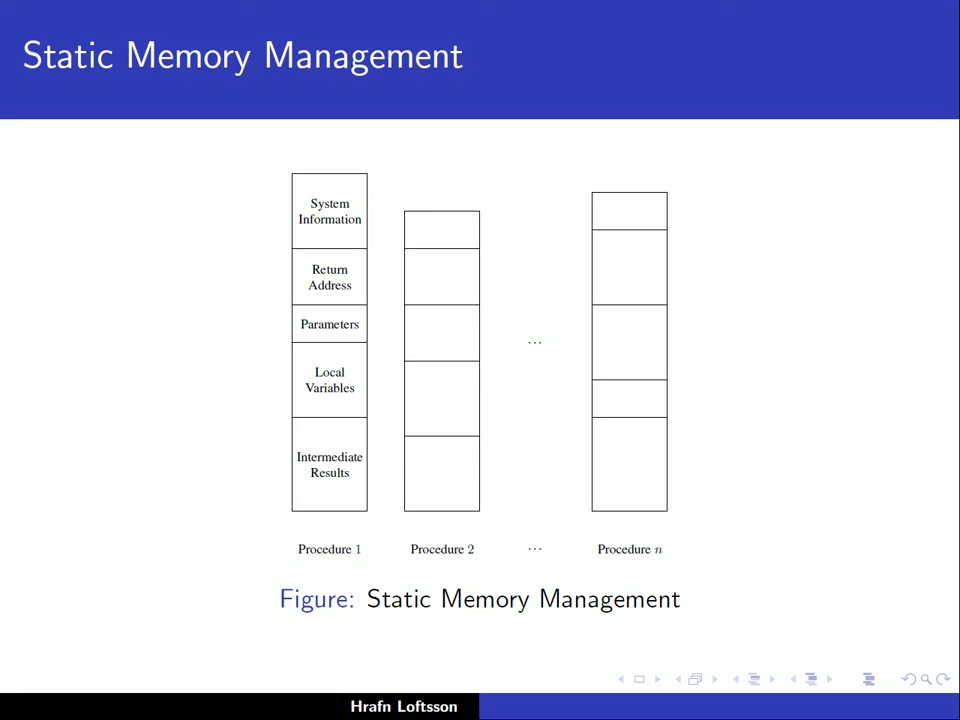 Static Memory Management
System
Information
Return
Address
Parameters
Local
Variables
Intermediate
Results
...
Procedure 1
Procedure 2
...
Procedure n
Figure: Static Memory Management
Hrafn Loftsson